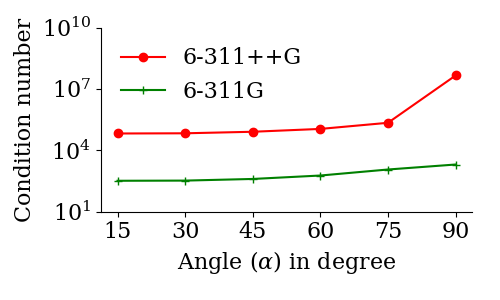 Condition number
10^10
10^7
10^4
10^1
6-311++G
6-311G
15 30 45 60 75 90
Angle (α) in degree